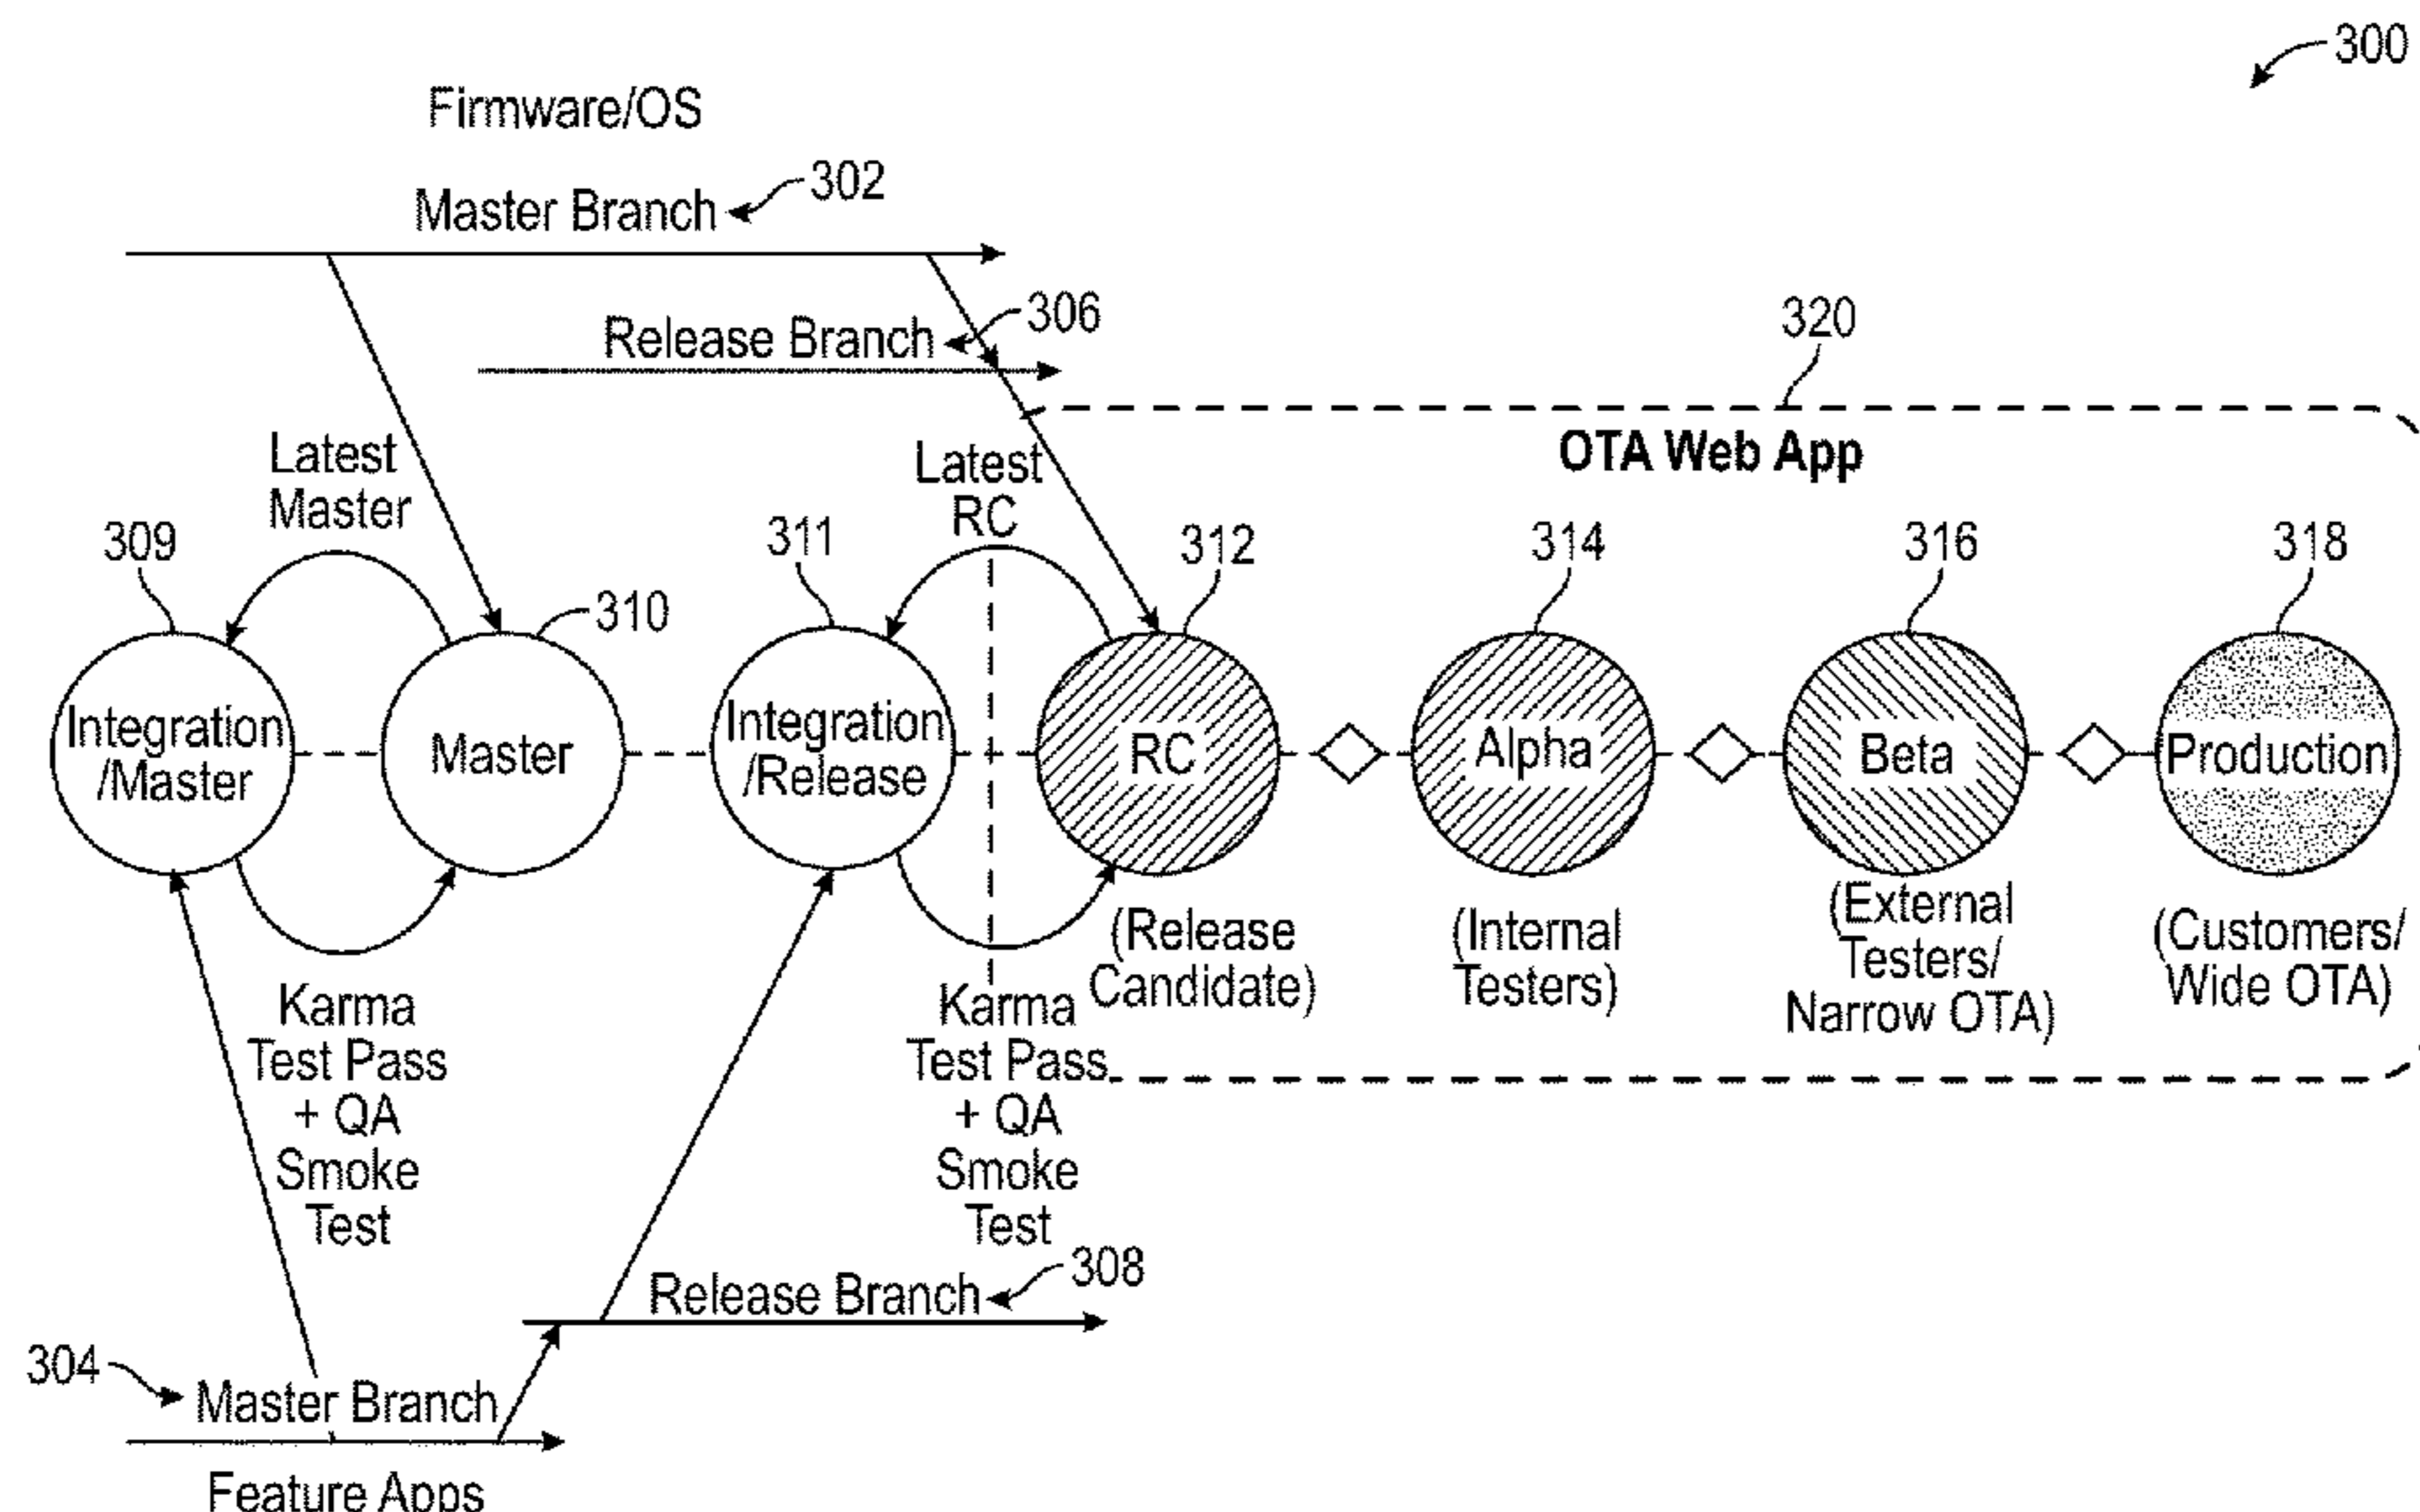 300
Firmware/OS
302
Master Branch
306
Release Branch
320
OTA Web App
Latest
Master
Latest
RC
309
310
311
312
314
316
318
Integration
/Master
Master
Integration
/Release
RC
Alpha
Beta
Production
(Release
Candidate)
(Internal
Testers)
(External
Testers/
Narrow OTA)
(Customers/
Wide OTA)
Karma
Test Pass
+ QA
Smoke
Test
Karma
Test Pass
+ QA
Smoke
Test
308
Release Branch
304
Master Branch
Feature Apps